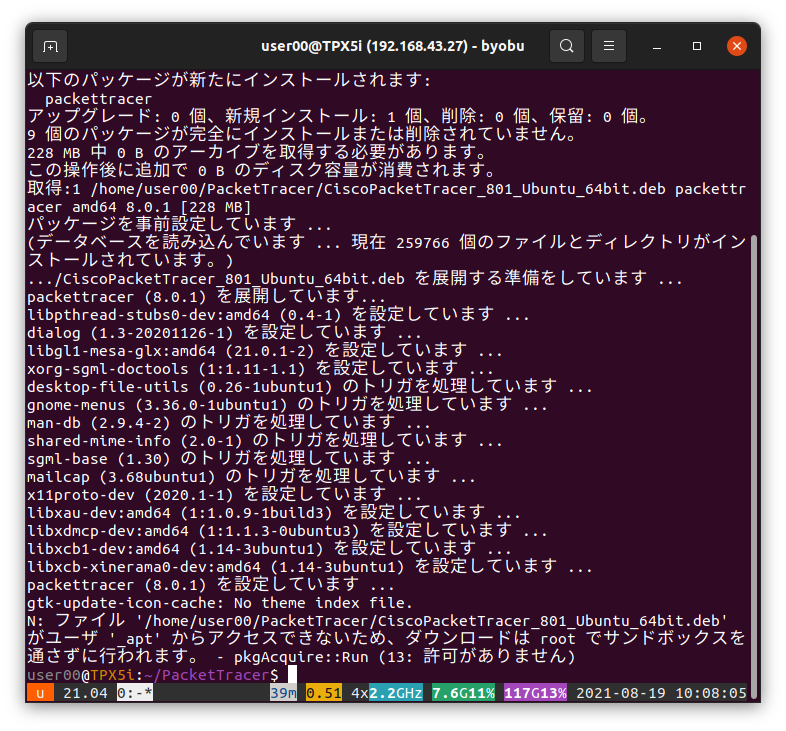 user00@TPX5i (192.168.43.27) - byobu
以下のパッケージが新たにインストールされます:
packettracer
アップグレード: 0 個、新規インストール: 1 個、削除: 0 個、保留: 0 個。
9 個のパッケージが完全にインストールまたは削除されていません。
228 MB 中 0 B のアーカイブを取得する必要があります。
この操作後に追加で 0 B のディスク容量が消費されます。
取得:1 /home/user00/PacketTracer/CiscoPacketTracer_801_Ubuntu_64bit.deb packettr
acer amd64 8.0.1 [228 MB]
パッケージを事前設定しています ...
(データベースを読み込んでいます ... 現在 259766 個のファイルとディレクトリがイン
ストールされています。)
.../CiscoPacketTracer_801_Ubuntu_64bit.deb を展開する準備をしています ...
packettracer (8.0.1) を展開しています...
libpthread-stubs0-dev:amd64 (0.4-1) を設定しています ...
dialog (1.3-20201126-1) を設定しています ...
libgl1-mesa-glx:amd64 (21.0.1-2) を設定しています ...
xorg-sgml-doctools (1:1.11-1.1) を設定しています ...
desktop-file-utils (0.26-1ubuntu1) のトリガを処理しています ...
gnome-menus (3.36.0-1ubuntu1) のトリガを処理しています ...
man-db (2.9.4-2) のトリガを処理しています ...
shared-mime-info (2.0-1) のトリガを処理しています ...
sgml-base (1.30) のトリガを処理しています ...
mailcap (3.68ubuntu1) のトリガを処理しています ...
x11proto-dev (2020.1-1) を設定しています ...
libxau-dev:amd64 (1:1.0.9-1build3) を設定しています ...
libxdmcp-dev:amd64 (1:1.1.3-0ubuntu3) を設定しています ...
libxcb1-dev:amd64 (1.14-3ubuntu1) を設定しています ...
libxcb-xinerama0-dev:amd64 (1.14-3ubuntu1) を設定しています ...
packettracer (8.0.1) を設定しています ...
gtk-update-icon-cache: No theme index file.
N: ファイル '/home/user00/PacketTracer/CiscoPacketTracer_801_Ubuntu_64bit.deb'
がユーザ '_apt' からアクセスできないため、ダウンロードは root でサンドボックスを
通さずに行われます。 - pkgAcquire::Run (13: 許可がありません)
user00@TPX5i:~/PacketTracer$
u 21.04 0:-* 39m 0.51 4x2.2GHz 7.6G11% 117G13% 2021-08-19 10:08:05